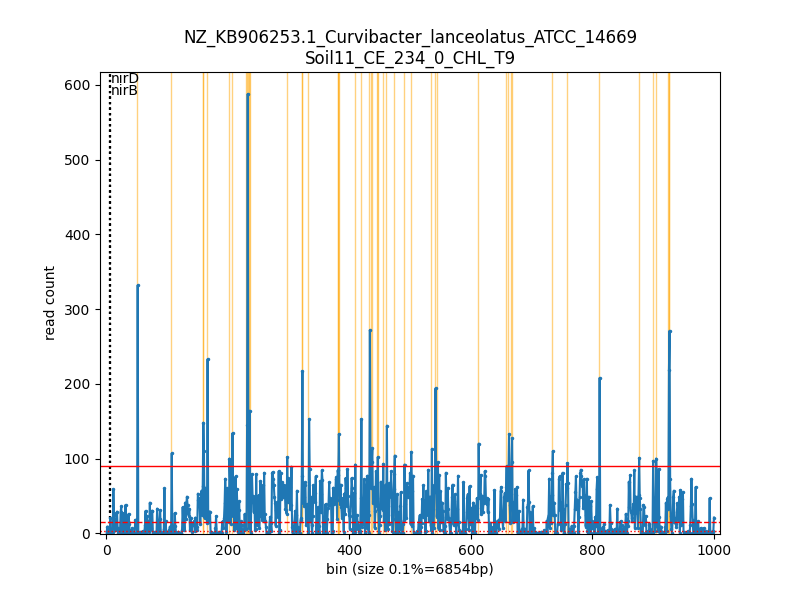 NZ_KB906253.1_Curvibacter_lanceolatus_ATCC_14669
Soil11_CE_234_0_CHL_T9
nirD
nirB
600
500
400
300
200
100
0
read count
0 200 400 600 800 1000
bin (size 0.1%=6854bp)